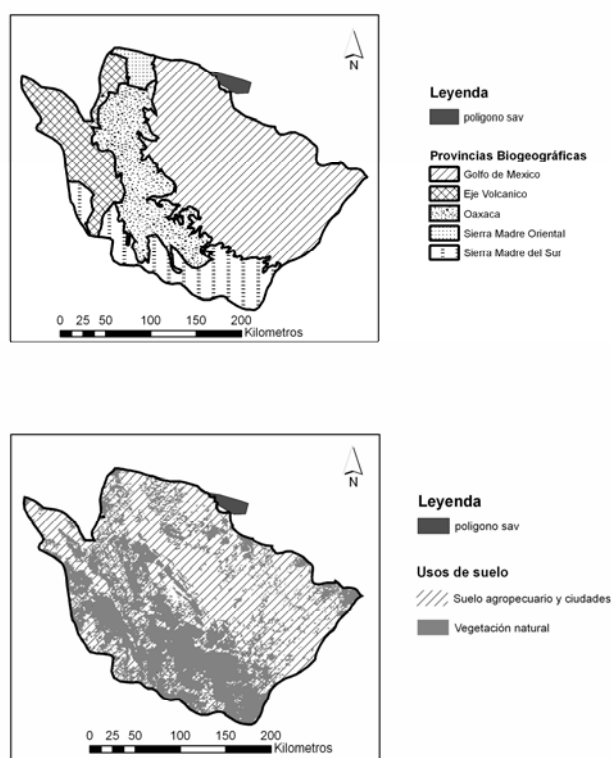 N
0 25 50 100 150 200
Kilometros
Leyenda
poligono sav
Provincias Biogeográficas
Golfo de Mexico
Eje Volcanico
Oaxaca
Sierra Madre Oriental
Sierra Madre del Sur
N
0 25 50 100 150 200
Kilometros
Leyenda
poligono sav
Usos de suelo
Suelo agropecuario y ciudades
Vegetación natural